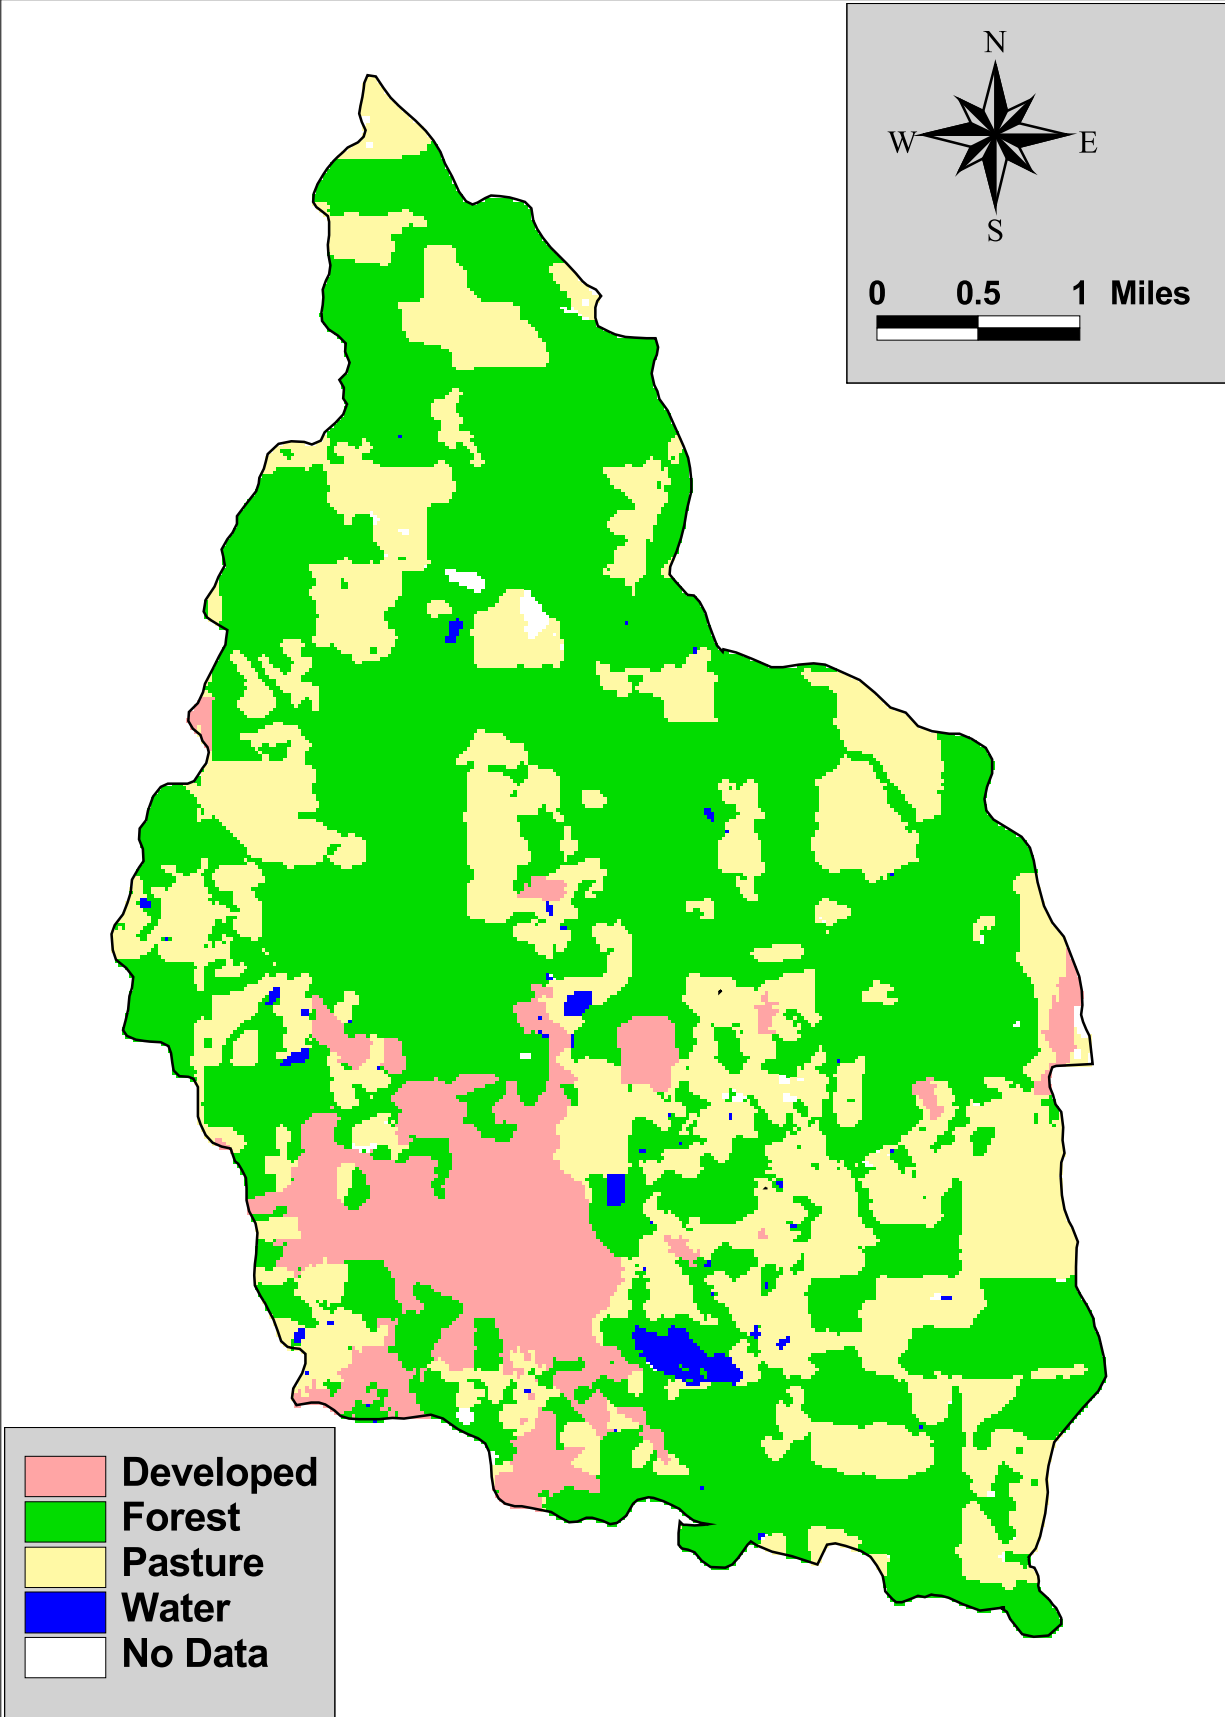 N
W E
S
0 0.5 1 Miles
Developed
Forest
Pasture
Water
No Data